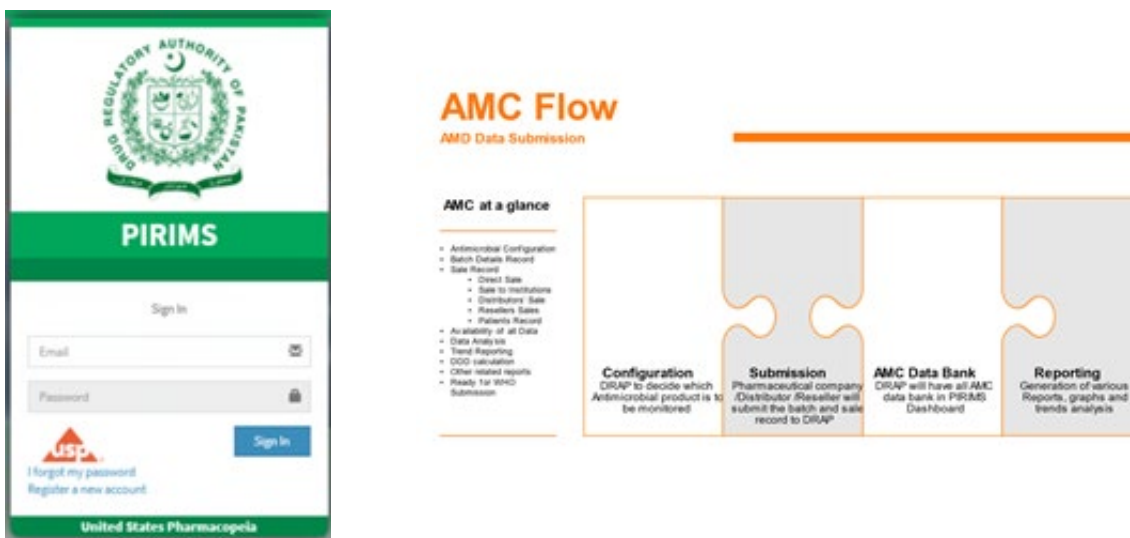 DRUG REGULATORY AUTHORITY OF PAKISTAN
PIRIMS
Sign In
Email
Password
usp
Sign In
I forgot my password
Register a new account
United States Pharmacopeia
AMC Flow
AMD Data Submission
AMC at a glance
• Antimicrobial Configuration
• Batch Details Record
• Sale Record
• Direct Sale
• Sale to Institutions
• Distributors' Sale
• Resellers Sales
• Patients Record
• Availability of all Data
• Data Analysis
• Trend Reporting
• DDD calculation
• Other related reports
• Ready for WHO
Submission
Configuration
DRAP to decide which
Antimicrobial product is to
be monitored
Submission
Pharmaceutical company
/Distributor /Reseller will
submit the batch and sale
record to DRAP
AMC Data Bank
DRAP will have all AMC
data bank in PIRIMS
Dashboard
Reporting
Generation of various
Reports, graphs and
trends analysis